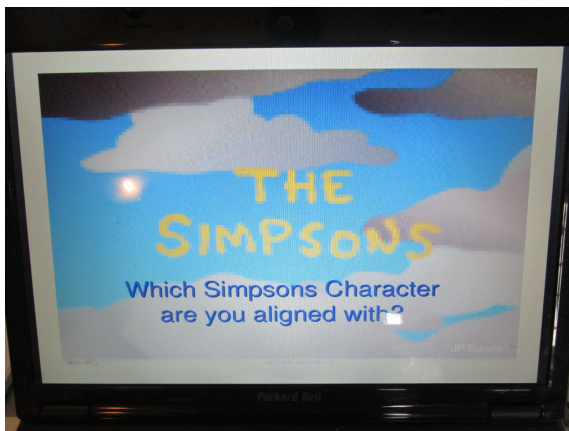 THE
SIMPSONS
Which Simpsons Character
are you aligned with?
JP Bundle
Packard Bell